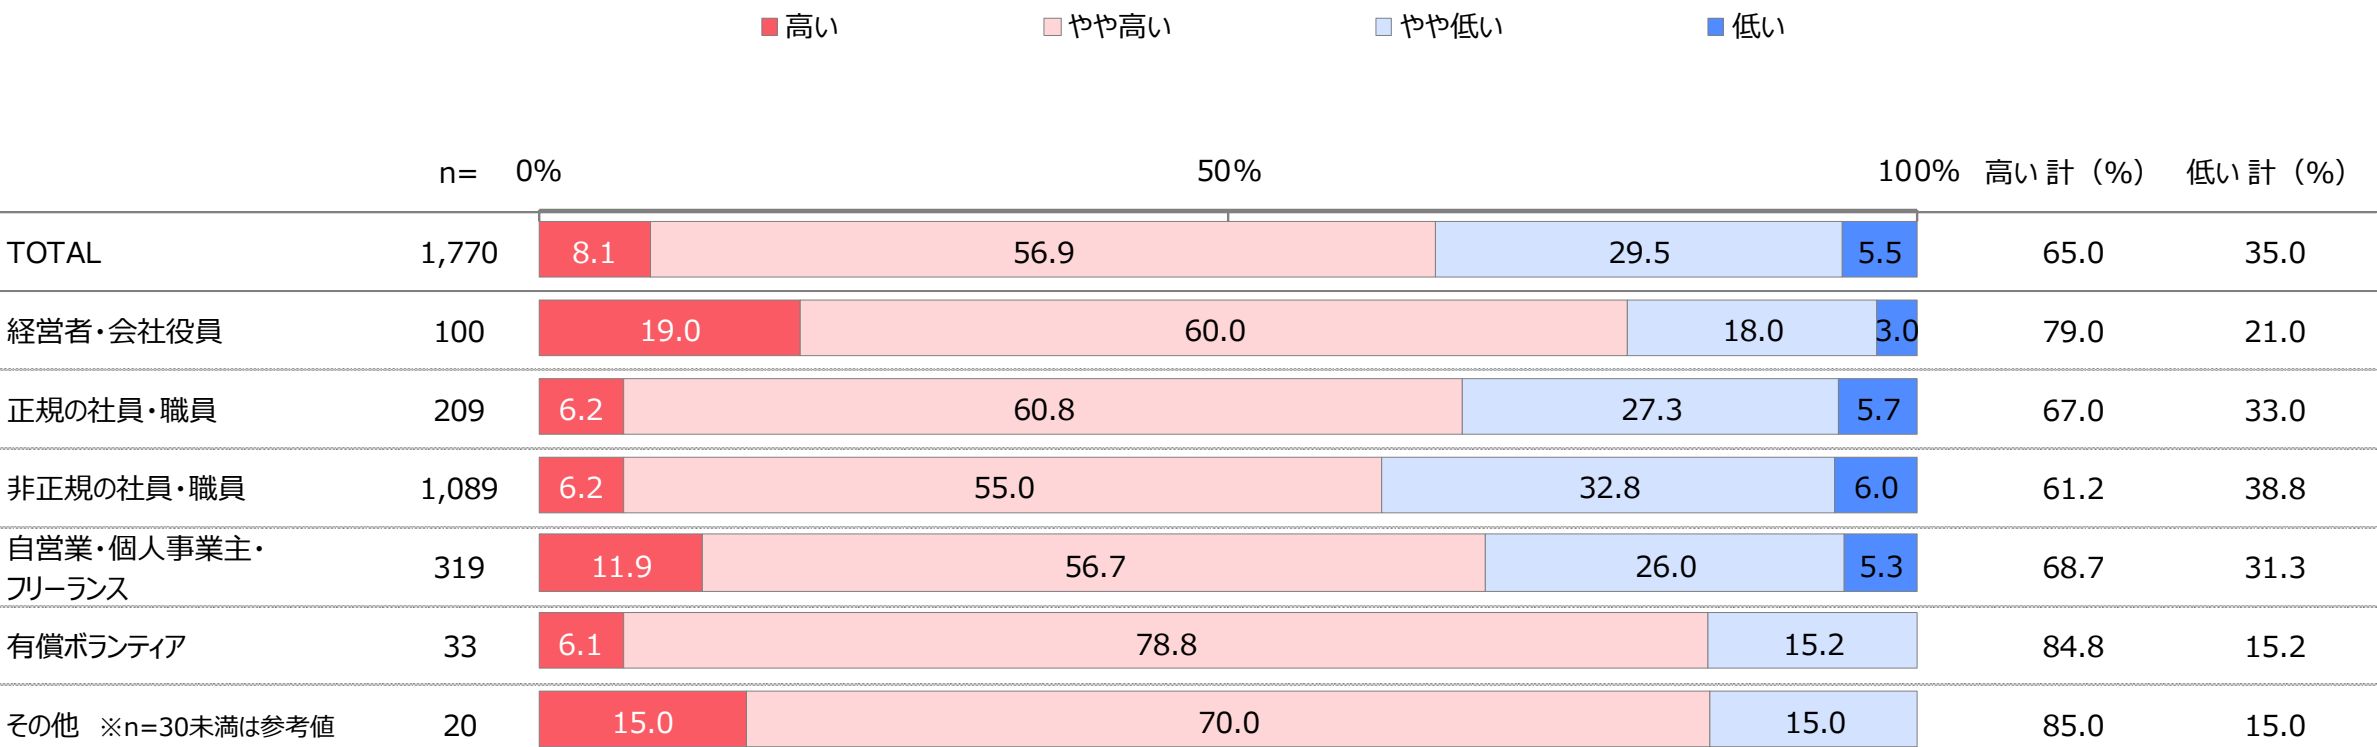 高い やや高い やや低い 低い
n= 0% 50% 100% 高い 計（%） 低い 計（%）
TOTAL 1,770 8.1 56.9 29.5 5.5 65.0 35.0
経営者・会社役員 100 19.0 60.0 18.0 3.0 79.0 21.0
正規の社員・職員 209 6.2 60.8 27.3 5.7 67.0 33.0
非正規の社員・職員 1,089 6.2 55.0 32.8 6.0 61.2 38.8
自営業・個人事業主・
フリーランス 319 11.9 56.7 26.0 5.3 68.7 31.3
有償ボランティア 33 6.1 78.8 15.2 84.8 15.2
その他 ※n=30未満は参考値 20 15.0 70.0 15.0 85.0 15.0